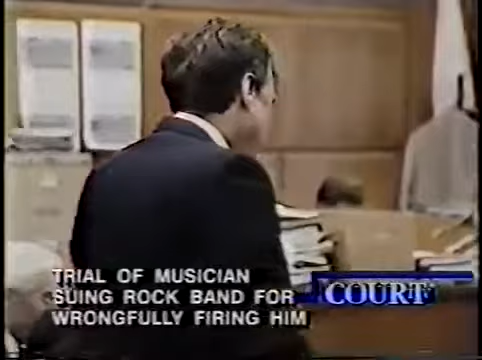 TRIAL OF MUSICIAN
SUING ROCK BAND FOR
WRONGFULLY FIRING HIM
COURT